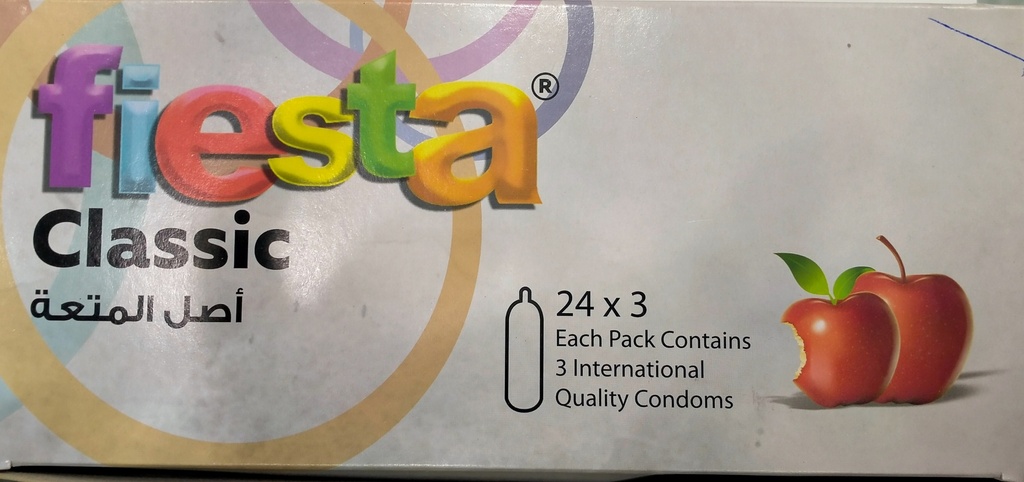 fiesta®
Classic
أصل المتعة
24 x 3
Each Pack Contains
3 International
Quality Condoms